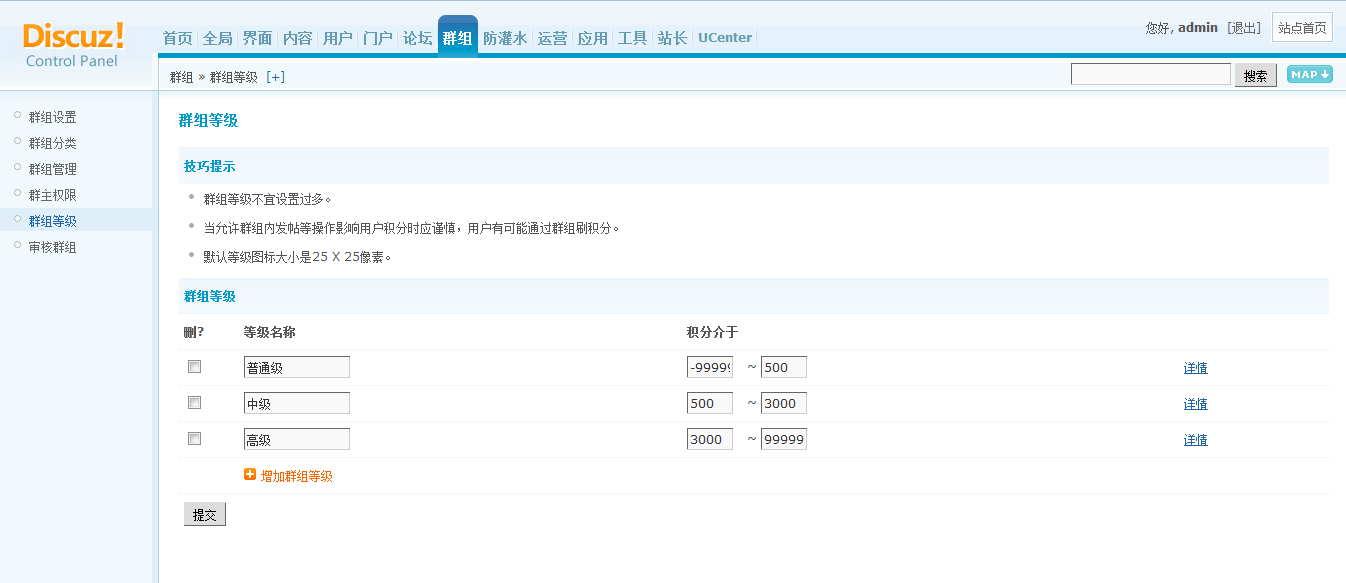 Discuz!
Control Panel
首页 全局 界面 内容 用户 门户 论坛 群组 防灌水 运营 应用 工具 站长 UCenter
您好, admin [退出] 站点首页
群组 » 群组等级 [+] 搜索 MAP ↓
群组设置
群组分类
群组管理
群主权限
群组等级
审核群组
群组等级
技巧提示
群组等级不宜设置过多。
当允许群组内发帖等操作影响用户积分时应谨慎，用户有可能通过群组刷积分。
默认等级图标大小是25 X 25像素。
群组等级
删? 等级名称 积分介于
普通级 -9999 ~ 500 详情
中级 500 ~ 3000 详情
高级 3000 ~ 99999 详情
增加群组等级
提交